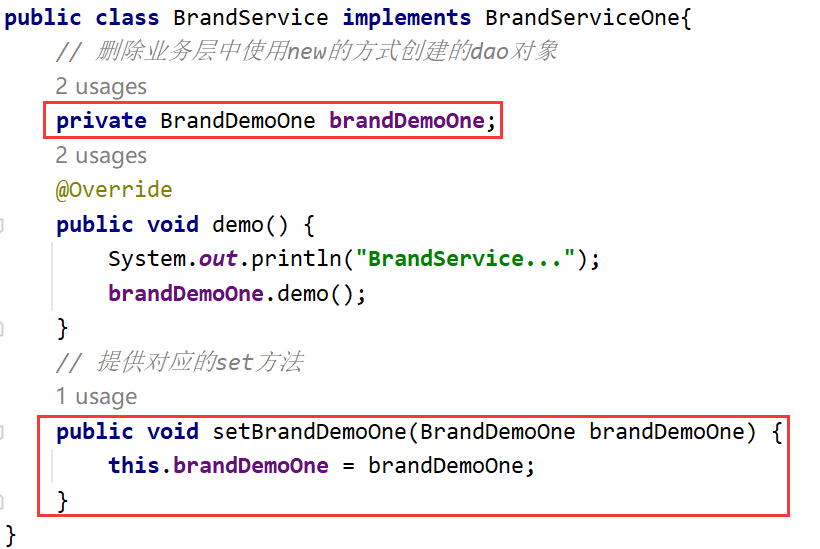 public class BrandService implements BrandServiceOne{
// 删除业务层中使用new的方式创建的dao对象
2 usages
private BrandDemoOne brandDemoOne;
2 usages
@Override
public void demo() {
System.out.println("BrandService...");
brandDemoOne.demo();
}
// 提供对应的set方法
1 usage
public void setBrandDemoOne(BrandDemoOne brandDemoOne) {
this.brandDemoOne = brandDemoOne;
}
}